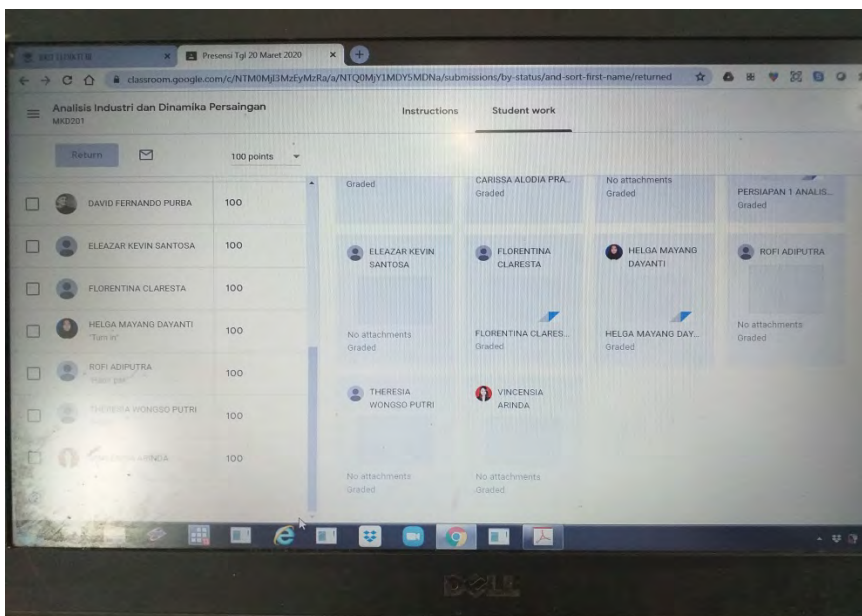 Presensi Tgl 20 Maret 2020
classroom.google.com/c/NTM0MjI3MzEyMzRa/a/NTQ0MjY1MDY5MDNa/submissions/by-status/and-sort-first-name/returned
Analisis Industri dan Dinamika Persaingan
MKD201
Instructions
Student work
Return
100 points
DAVID FERNANDO PURBA 100
ELEAZAR KEVIN SANTOSA 100
FLORENTINA CLARESTA 100
HELGA MAYANG DAYANTI 100
"Turn in"
ROFI ADIPUTRA 100
THERESIA WONGSO PUTRI 100
ARINDA 100
Graded
CARISSA ALODIA PRA...
Graded
No attachments
Graded
PERSIAPAN 1 ANALIS...
Graded
ELEAZAR KEVIN
SANTOSA
No attachments
Graded
FLORENTINA
CLARESTA
FLORENTINA CLARES...
Graded
HELGA MAYANG
DAYANTI
HELGA MAYANG DAY...
Graded
ROFI ADIPUTRA
No attachments
Graded
THERESIA
WONGSO PUTRI
No attachments
Graded
VINCENSIA
ARINDA
No attachments
Graded
DELL